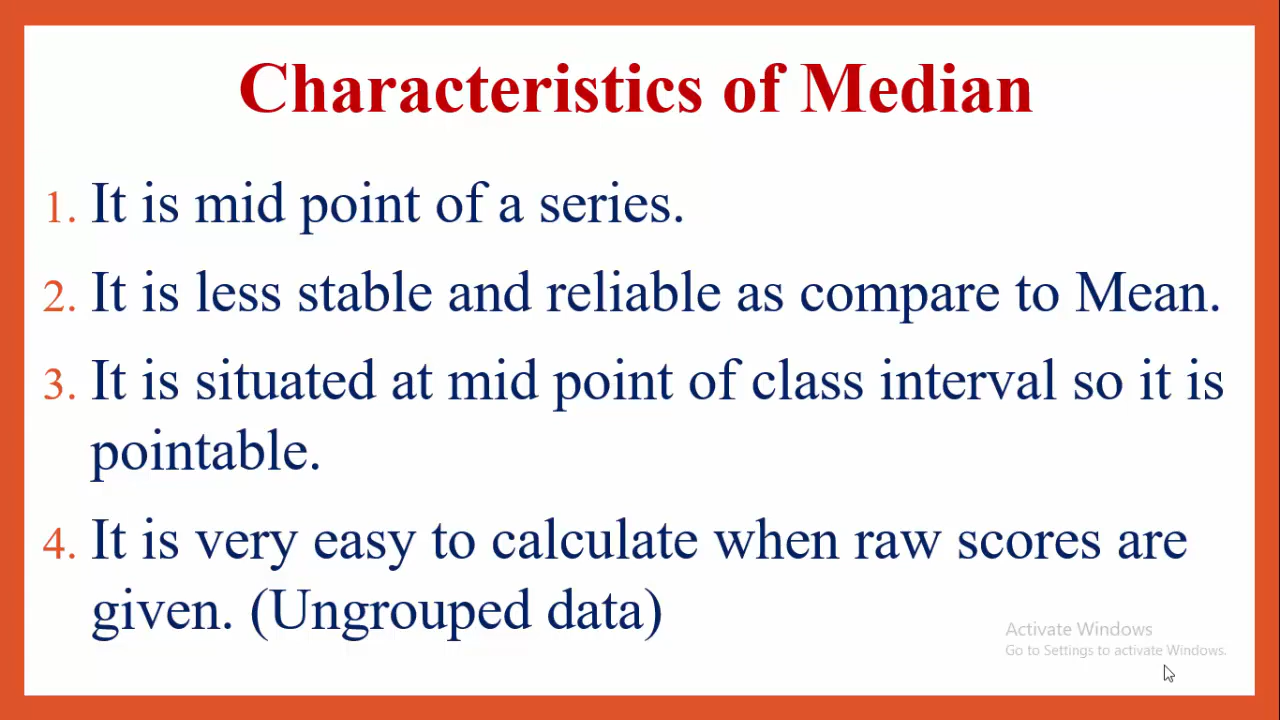 Characteristics of Median
1. It is mid point of a series.
2. It is less stable and reliable as compare to Mean.
3. It is situated at mid point of class interval so it is
pointable.
4. It is very easy to calculate when raw scores are
given. (Ungrouped data)
Activate Windows
Go to Settings to activate Windows.